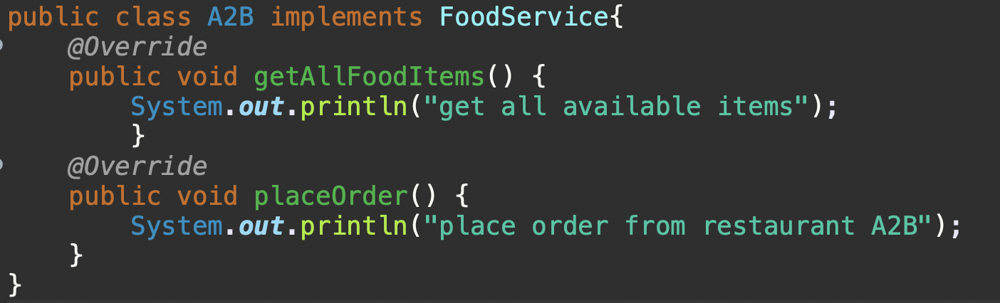 public class A2B implements FoodService{
@Override
public void getAllFoodItems() {
System.out.println("get all available items");
}
@Override
public void placeOrder() {
System.out.println("place order from restaurant A2B");
}
}